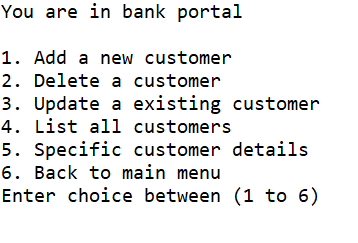 You are in bank portal
1. Add a new customer
2. Delete a customer
3. Update a existing customer
4. List all customers
5. Specific customer details
6. Back to main menu
Enter choice between (1 to 6)